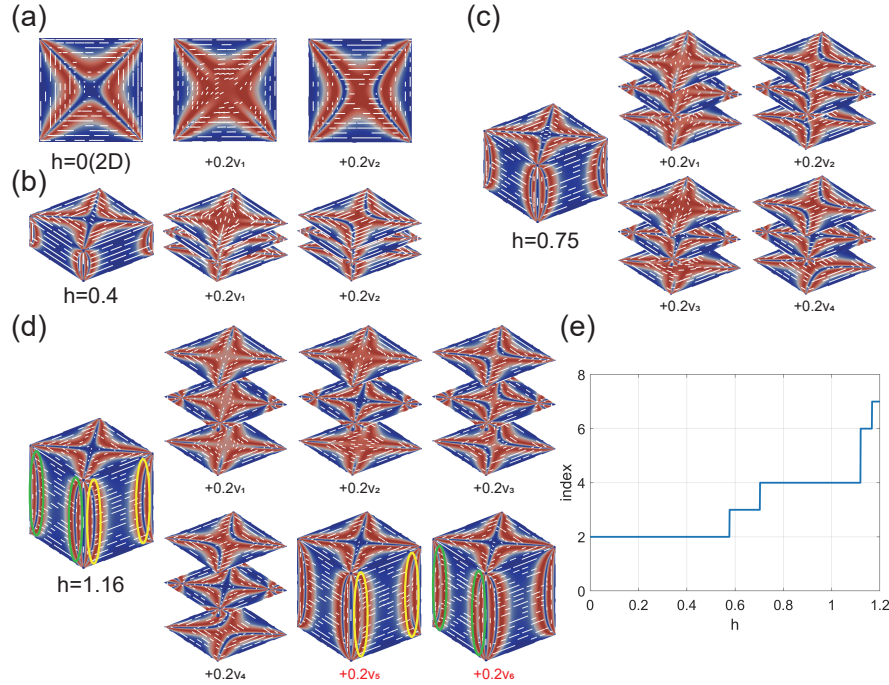 (a)
h=0(2D)
+0.2v₁
+0.2v₂
(b)
h=0.4
+0.2v₁
+0.2v₂
(c)
h=0.75
+0.2v₁
+0.2v₂
+0.2v₃
+0.2v₄
(d)
h=1.16
+0.2v₁
+0.2v₂
+0.2v₃
+0.2v₄
+0.2v₅
+0.2v₆
(e)
8
6
4
2
0
index
0
0.2
0.4
0.6
0.8
1
1.2
h